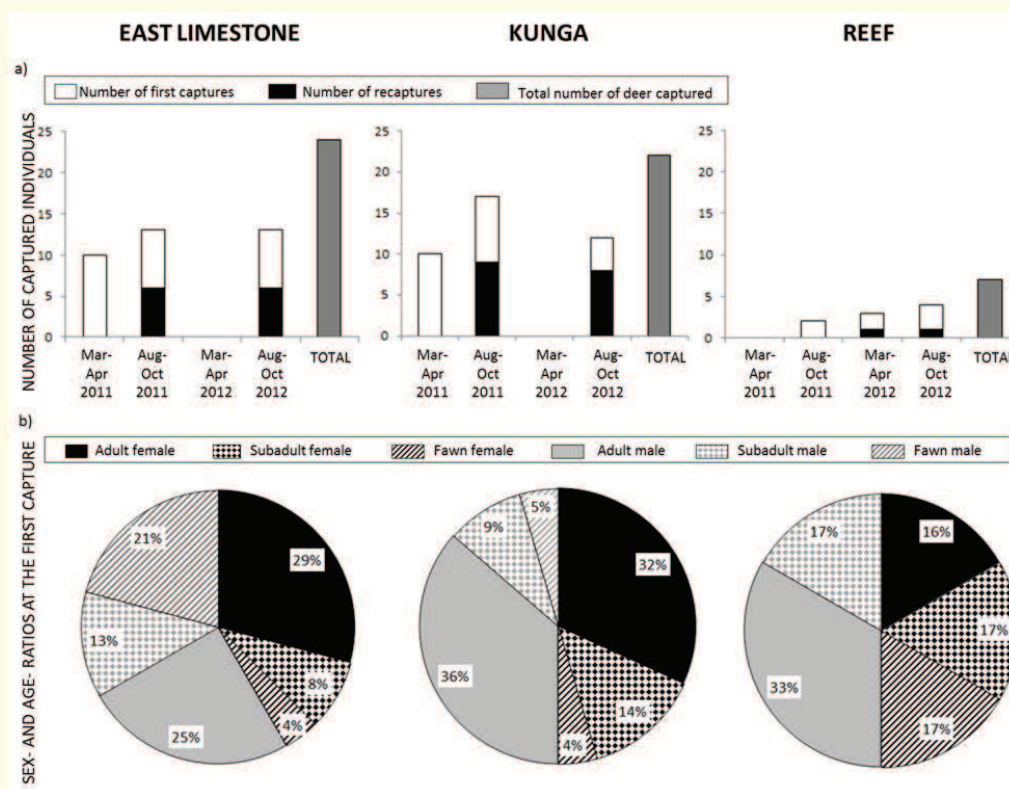 EAST LIMESTONE KUNGA REEF
a)
Number of first captures Number of recaptures Total number of deer captured
NUMBER OF CAPTURED INDIVIDUALS
25 25 25
20 20 20
15 15 15
10 10 10
5 5 5
0 0 0
Mar- Aug- Mar- Aug- TOTAL Mar- Aug- Mar- Aug- TOTAL Mar- Aug- Mar- Aug- TOTAL
Apr Oct Apr Oct Apr Oct Apr Oct Apr Oct Apr Oct
2011 2011 2012 2012 2011 2011 2012 2012 2011 2011 2012 2012
b)
Adult female Subadult female Fawn female Adult male Subadult male Fawn male
SEX- AND AGE- RATIOS AT THE FIRST CAPTURE
21% 29% 13% 8% 4% 25%
5% 9% 32% 36% 14% 4%
17% 16% 17% 33% 17%